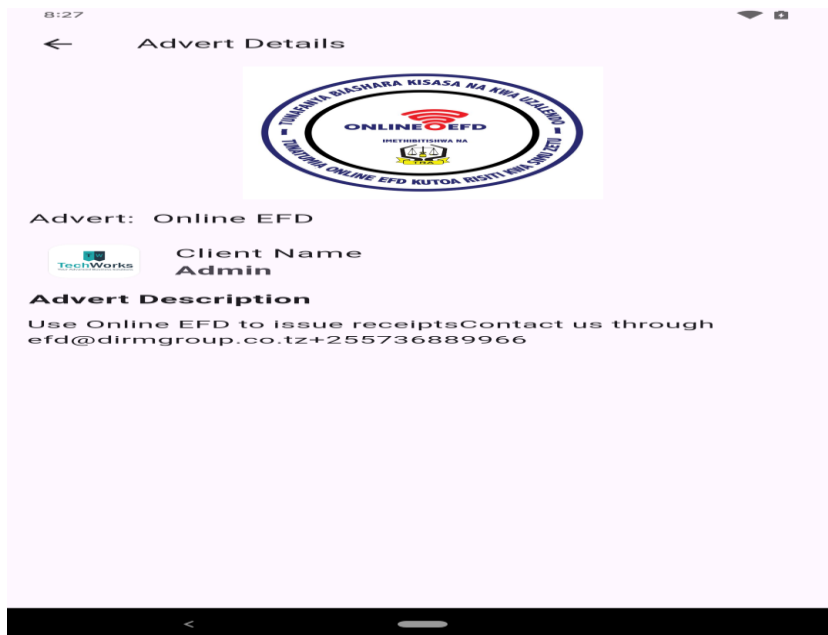 8:27
Advert Details
TUNAFANYA BIASHARA KISASA NA KWA UZALENDO
ONLINE EFD
IMETHIBITISHWA NA
TRA
TUNATUMIA ONLINE EFD KUTOA RISITI KWA SIMU ZETU
Advert: Online EFD
Client Name
TechWorks
Admin
Advert Description
Use Online EFD to issue receiptsContact us through
efd@dirmgroup.co.tz+255736889966